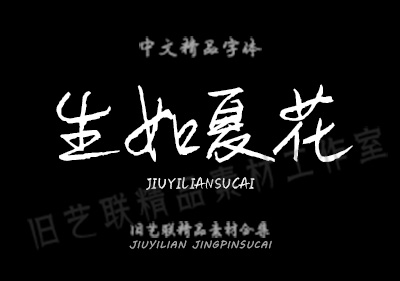 中文精品字体
生如夏花
JIUYILIANSUCAI
旧艺联精品素材工作室
旧艺联精品素材合集
JIUYILIAN JINGPINSUCAI